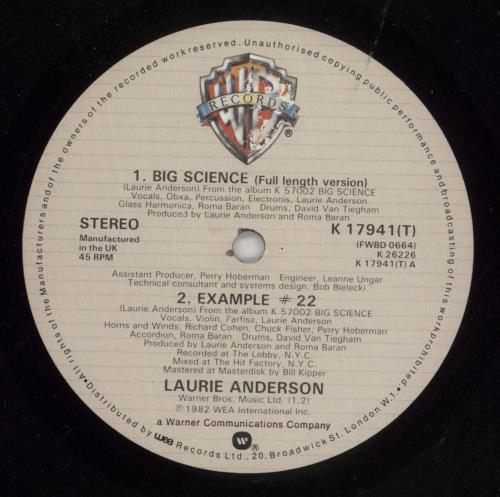 All rights of the Manufacturers and of the owners of the recorded work reserved. Unauthorised copying public performance and broadcasting of this work prohibited.
WB
RECORDS
®
1. BIG SCIENCE (Full length version)
(Laurie Anderson) From the album K 57002 BIG SCIENCE
Vocals, Obxa, Percussion, Electronis, Laurie Anderson
Glass Harmonica, Roma Baran Drums, David Van Tiegham
Produced by Laurie Anderson and Roma Baran
STEREO
K 17941(T)
Manufactured
in the UK
45 RPM
(FWBD 0664)
K 26226
K 17941(T) A
Assistant Producer, Perry Hoberman Engineer, Leanne Ungar
Technical consultant and systems design, Bob Bielecki
2. EXAMPLE # 22
(Laurie Anderson) From the album K 57002 BIG SCIENCE
Vocals, Violin, Farfisa, Laurie Anderson
Horns and Winds, Richard Cohen, Chuck Fisher, Perry Hoberman
Accordion, Roma Baran Drums, David Van Tiegham
Produced by Laurie Anderson and Roma Baran
Recorded at The Lobby, N.Y.C.
Mixed at The Hit Factory, N.Y.C.
Mastered at Masterdisk by Bill Kipper
LAURIE ANDERSON
Warner Bros. Music Ltd. (1,2)
℗ 1982 WEA International Inc.
a Warner Communications Company
®
•Distributed by wea Records Ltd., 20, Broadwick St. London W1.•